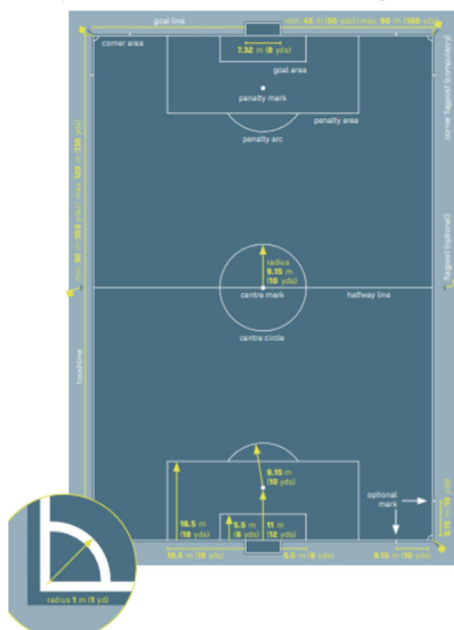 goal line
min. 45 m (50 yds)/max. 90 m (100 yds)
corner area
7.32 m (8 yds)
goal area
penalty mark
penalty area
penalty arc
corner flagpost (compulsory)
min. 90 m (100 yds)/max. 120 m (130 yds)
flagpost (optional)
radius
9.15 m
(10 yds)
centre mark
halfway line
centre circle
touchline
9.15 m
(10 yds)
optional
mark
16.5 m
(18 yds)
5.5 m
(6 yds)
11 m
(12 yds)
9.15 m (10 yds)
16.5 m (18 yds)
5.5 m (6 yds)
9.15 m (10 yds)
radius 1 m (1 yd)